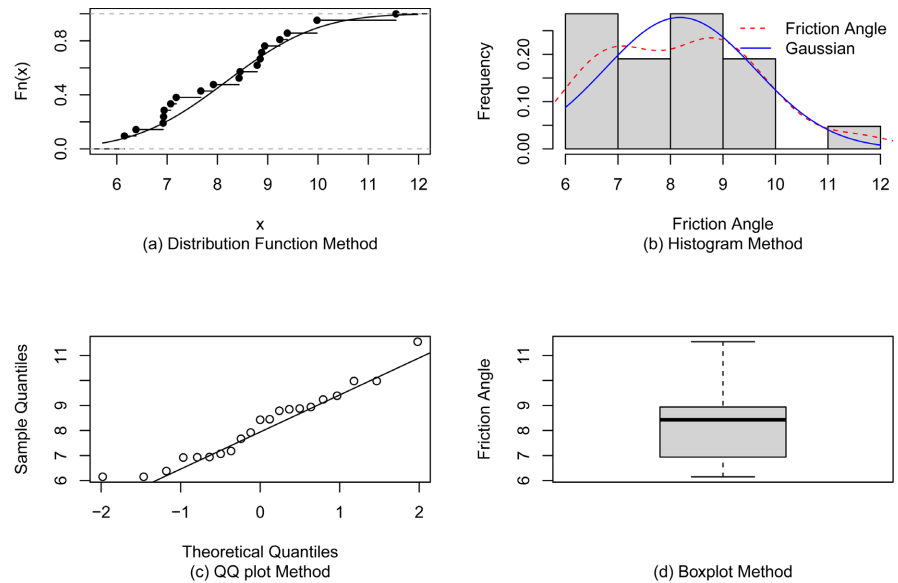 Fn(x)
0.0 0.4 0.8
6 7 8 9 10 11 12
x
(a) Distribution Function Method
Frequency
0.00 0.10 0.20
Friction Angle
Gaussian
6 7 8 9 10 11 12
Friction Angle
(b) Histogram Method
Sample Quantiles
6 7 8 9 11
−2 −1 0 1 2
Theoretical Quantiles
(c) QQ plot Method
Friction Angle
6 7 8 9 11
(d) Boxplot Method